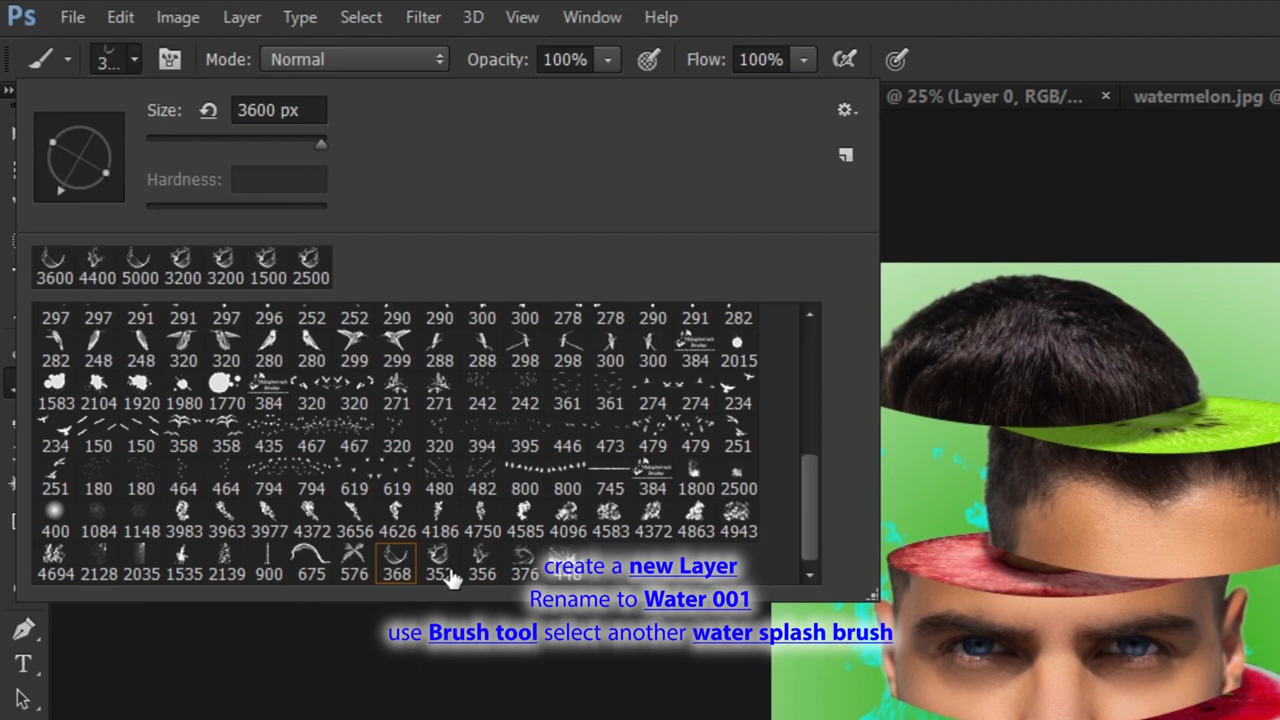 Ps File Edit Image Layer Type Select Filter 3D View Window Help
3... Mode: Normal Opacity: 100% Flow: 100%
@ 25% (Layer 0, RGB/... × watermelon.jpg @
Size: 3600 px
Hardness:
3600 4400 5000 3200 3200 1500 2500
297 297 291 291 297 296 252 252 290 290 300 300 278 278 290 291 282
282 248 248 320 320 280 280 299 299 288 288 298 298 300 300 384 2015
1583 2104 1920 1980 1770 384 320 320 271 271 242 242 361 361 274 274 234
234 150 150 358 358 435 467 467 320 320 394 395 446 473 479 479 251
251 180 180 464 464 794 794 619 619 480 482 800 800 745 384 1800 2500
400 1084 1148 3983 3963 3977 4372 3656 4626 4186 4750 4585 4096 4583 4372 4863 4943
4694 2128 2035 1535 2139 900 675 576 368 356 376
create a new Layer
Rename to Water 001
use Brush tool select another water splash brush
T